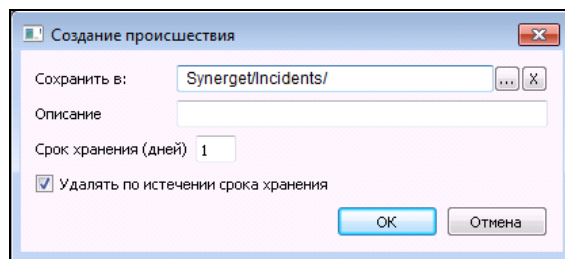 Создание происшествия
Сохранить в: Synerget/Incidents/ ... X
Описание
Срок хранения (дней) 1
Удалять по истечении срока хранения
OK Отмена